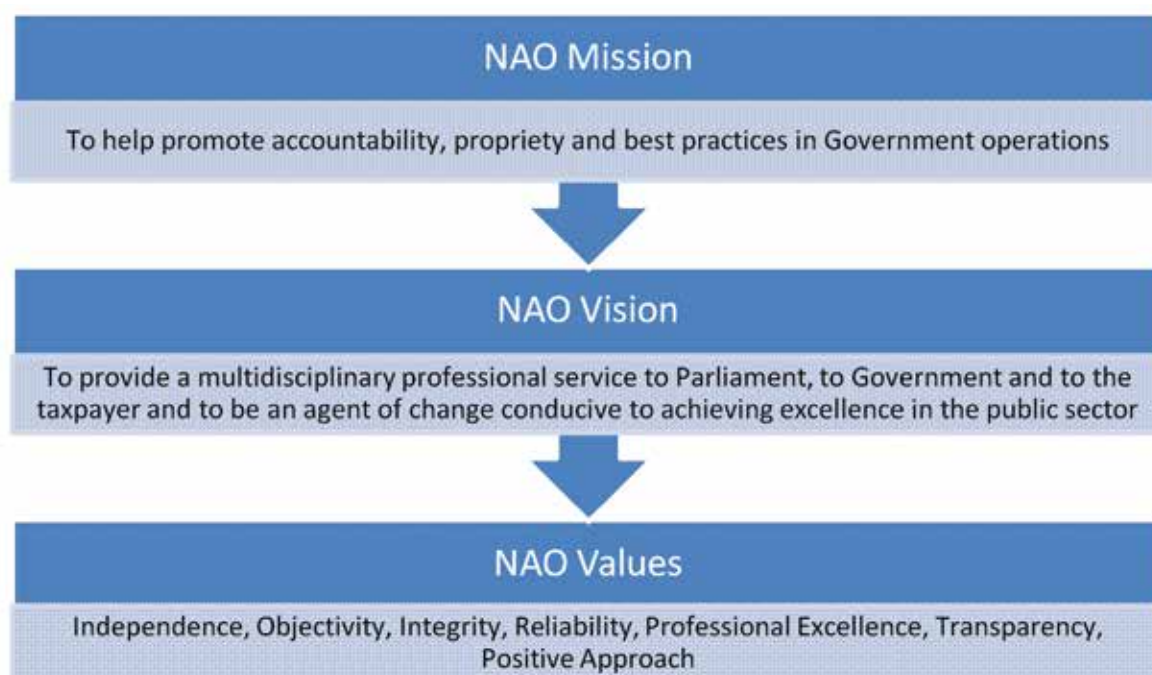 NAO Mission
To help promote accountability, propriety and best practices in Government operations
NAO Vision
To provide a multidisciplinary professional service to Parliament, to Government and to the
taxpayer and to be an agent of change conducive to achieving excellence in the public sector
NAO Values
Independence, Objectivity, Integrity, Reliability, Professional Excellence, Transparency,
Positive Approach